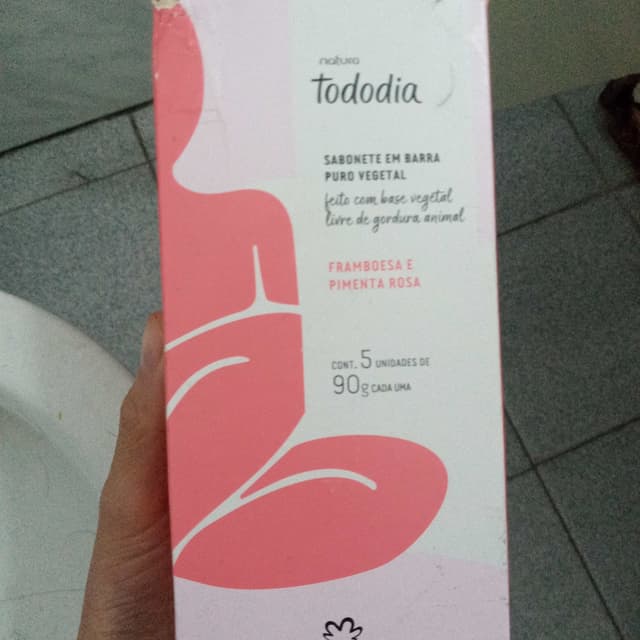 natura
Tododia
SABONETE EM BARRA
PURO VEGETAL
feito com base vegetal
livre de gordura animal
FRAMBOESA E
PIMENTA ROSA
CONT. 5 UNIDADES DE
90g CADA UMA